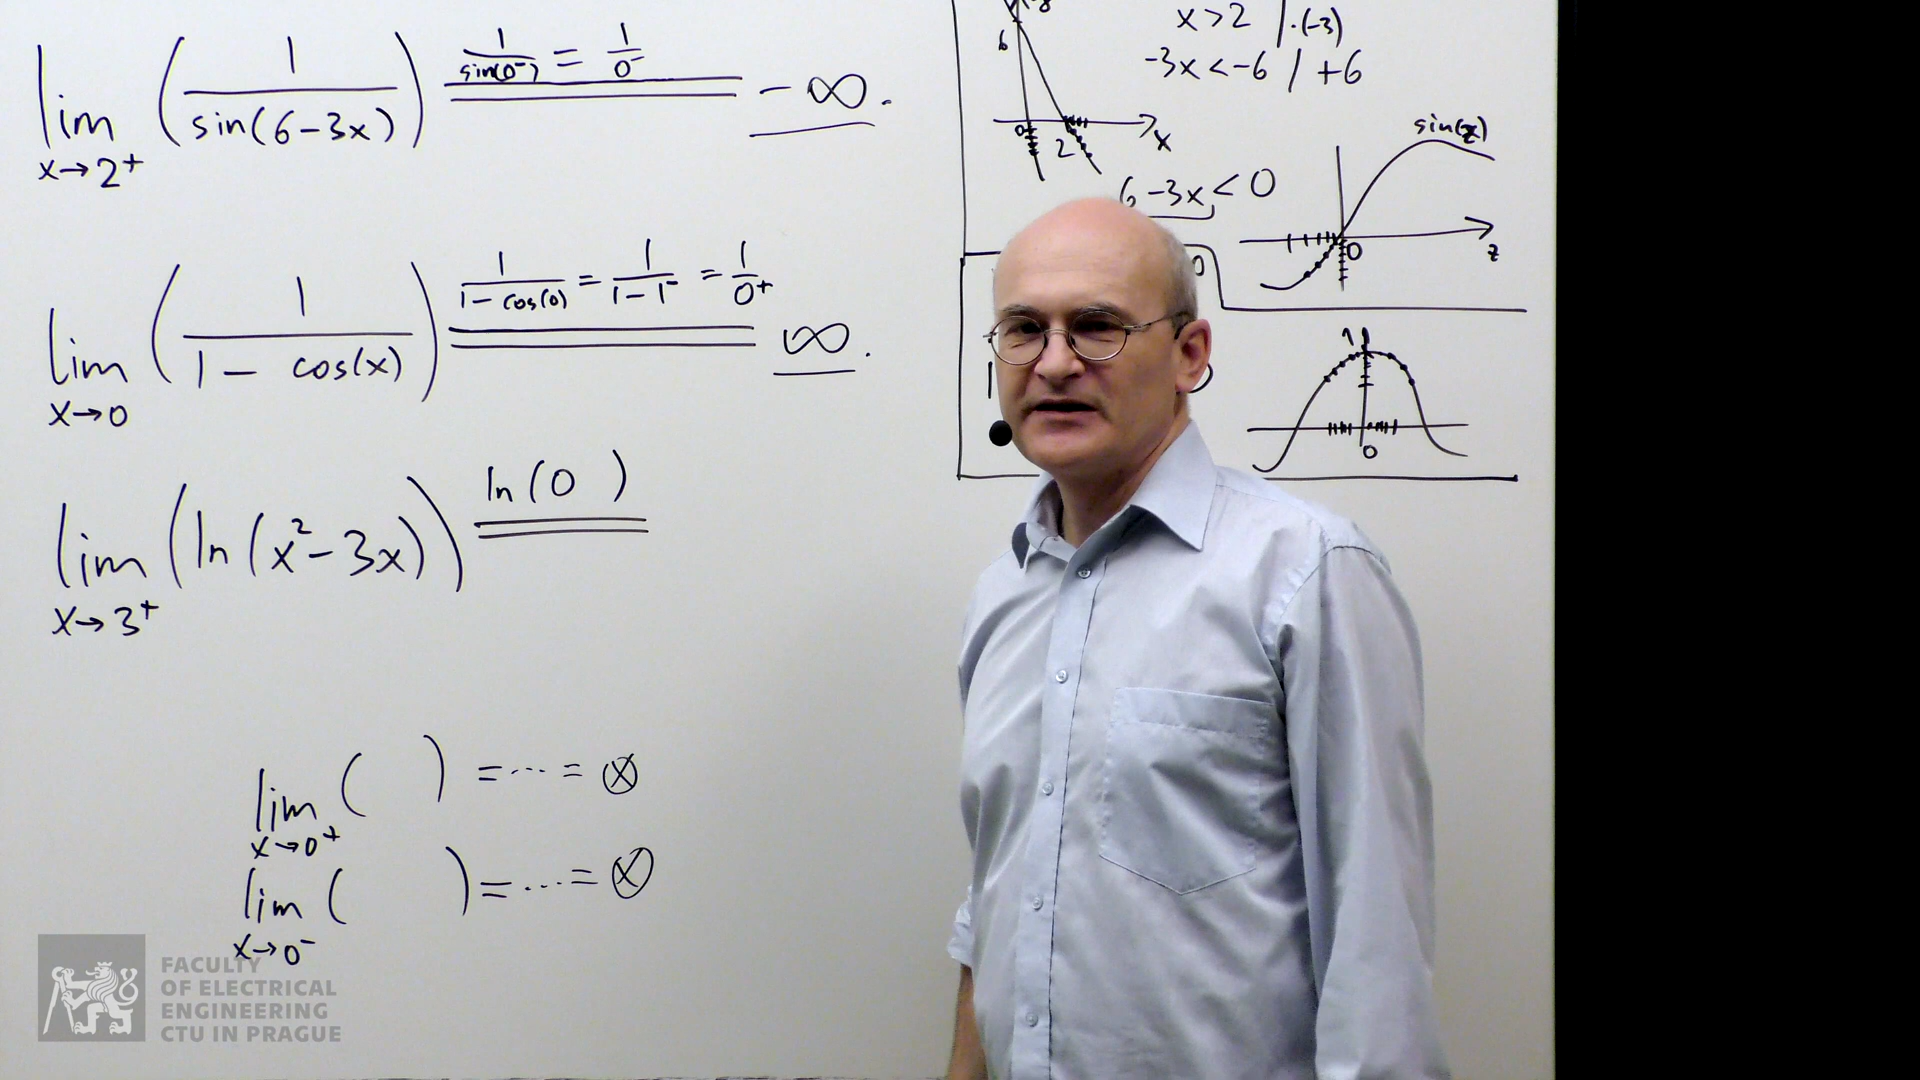 lim x→2⁺ (1/sin(6-3x)) = 1/sin(0⁻) = 1/0⁻ = -∞.
lim x→0 (1/(1-cos(x))) = 1/(1-cos(0)) = 1/(1-1⁻) = 1/0⁺ = ∞.
lim x→3⁺ (ln(x²-3x)) = ln(0 )
lim x→0⁺ ( ) = ... = ⊗
lim x→0⁻ ( ) = ... = ⊗
6
0
2
x
x>2 /·(-3)
-3x<-6 / +6
6-3x<0
sin(z)
0
z
1
0
FACULTY
OF ELECTRICAL
ENGINEERING
CTU IN PRAGUE